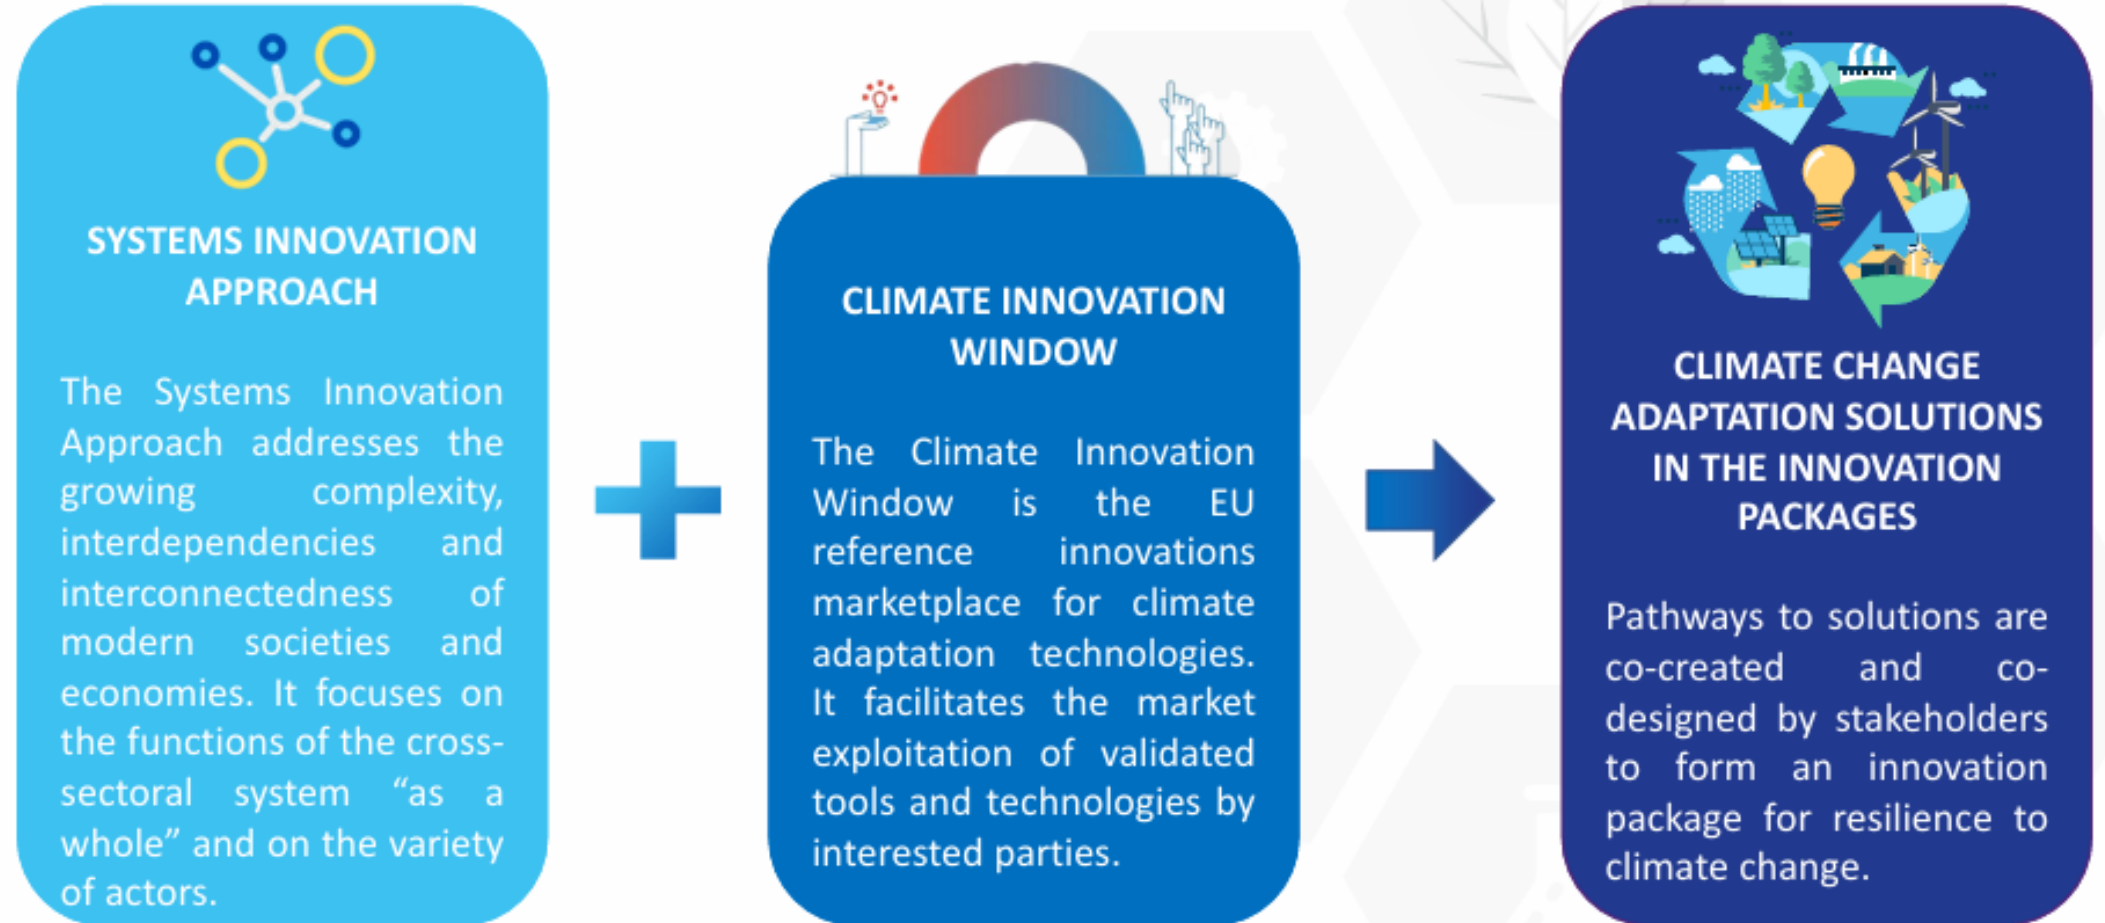 SYSTEMS INNOVATION
APPROACH
The Systems Innovation
Approach addresses the
growing complexity,
interdependencies and
interconnectedness of
modern societies and
economies. It focuses on
the functions of the cross-
sectoral system “as a
whole” and on the variety
of actors.
CLIMATE INNOVATION
WINDOW
The Climate Innovation
Window is the EU
reference innovations
marketplace for climate
adaptation technologies.
It facilitates the market
exploitation of validated
tools and technologies by
interested parties.
CLIMATE CHANGE
ADAPTATION SOLUTIONS
IN THE INNOVATION
PACKAGES
Pathways to solutions are
co-created and co-
designed by stakeholders
to form an innovation
package for resilience to
climate change.